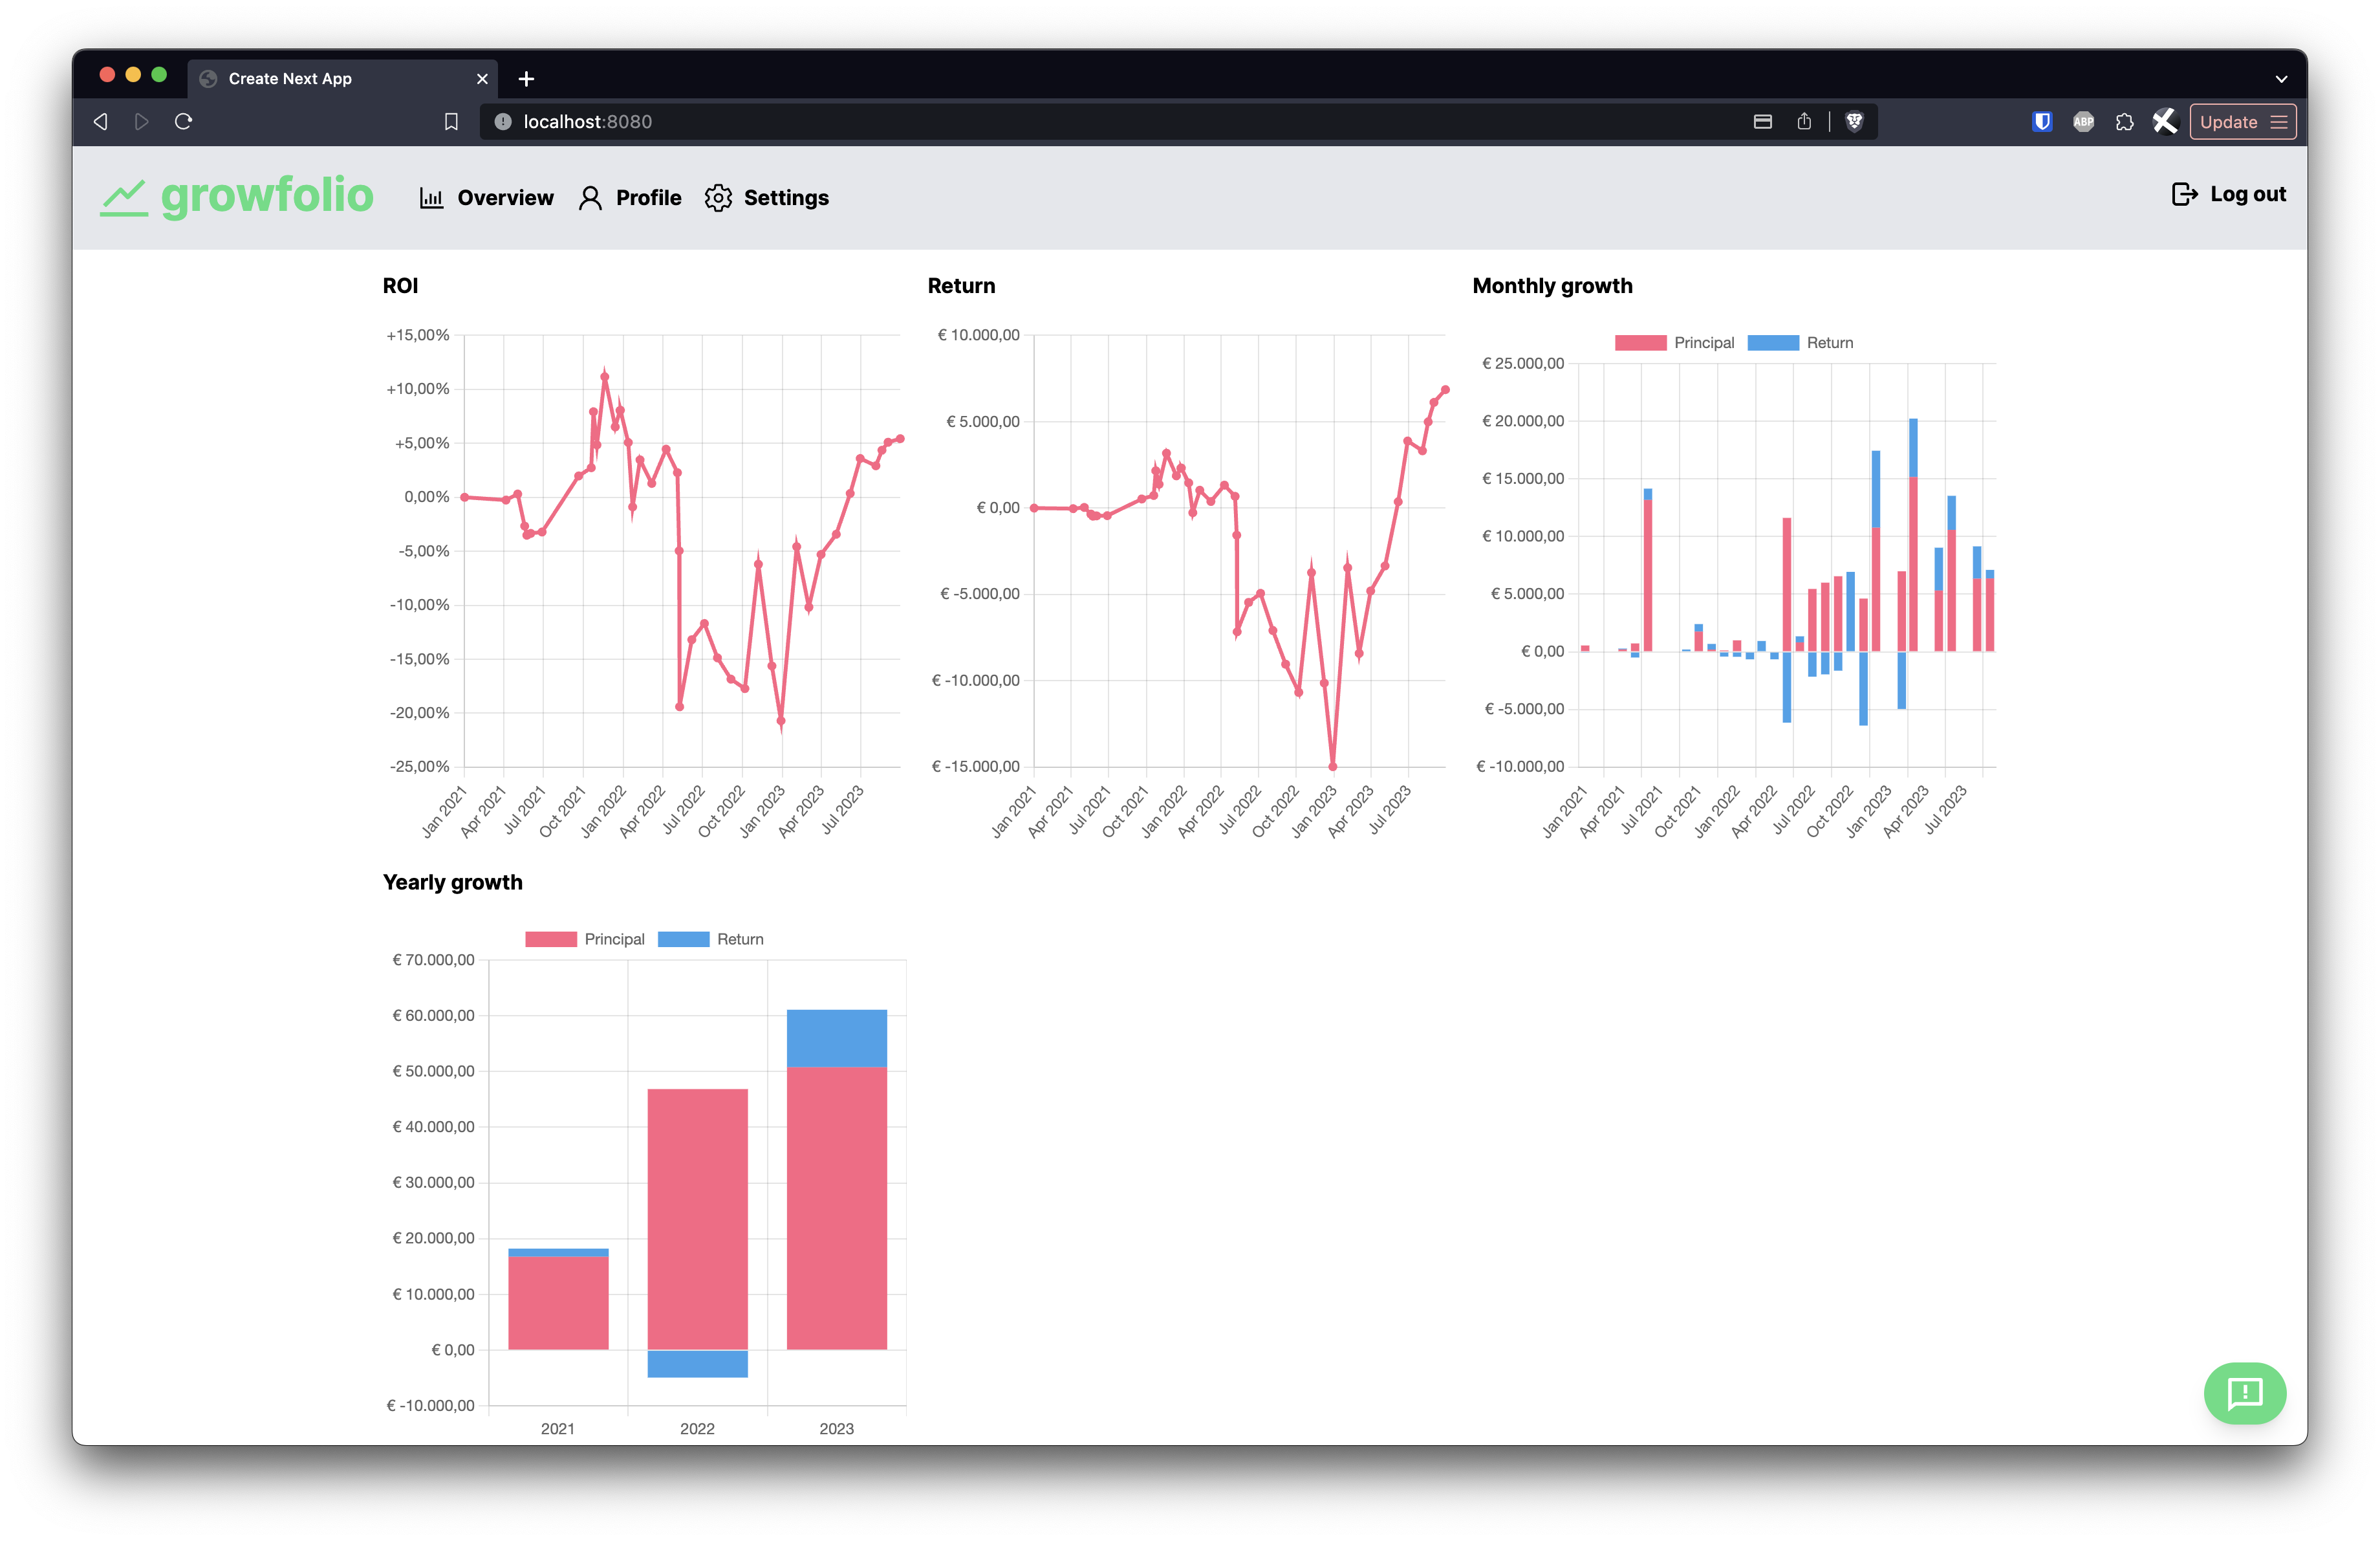 Create Next App
localhost:8080
ABP
Update
growfolio
Overview
Profile
Settings
Log out
ROI
+15,00%
+10,00%
+5,00%
0,00%
-5,00%
-10,00%
-15,00%
-20,00%
-25,00%
Jan 2021
Apr 2021
Jul 2021
Oct 2021
Jan 2022
Apr 2022
Jul 2022
Oct 2022
Jan 2023
Apr 2023
Jul 2023
Return
€ 10.000,00
€ 5.000,00
€ 0,00
€ -5.000,00
€ -10.000,00
€ -15.000,00
Jan 2021
Apr 2021
Jul 2021
Oct 2021
Jan 2022
Apr 2022
Jul 2022
Oct 2022
Jan 2023
Apr 2023
Jul 2023
Monthly growth
Principal
Return
€ 25.000,00
€ 20.000,00
€ 15.000,00
€ 10.000,00
€ 5.000,00
€ 0,00
€ -5.000,00
€ -10.000,00
Jan 2021
Apr 2021
Jul 2021
Oct 2021
Jan 2022
Apr 2022
Jul 2022
Oct 2022
Jan 2023
Apr 2023
Jul 2023
Yearly growth
Principal
Return
€ 70.000,00
€ 60.000,00
€ 50.000,00
€ 40.000,00
€ 30.000,00
€ 20.000,00
€ 10.000,00
€ 0,00
€ -10.000,00
2021
2022
2023